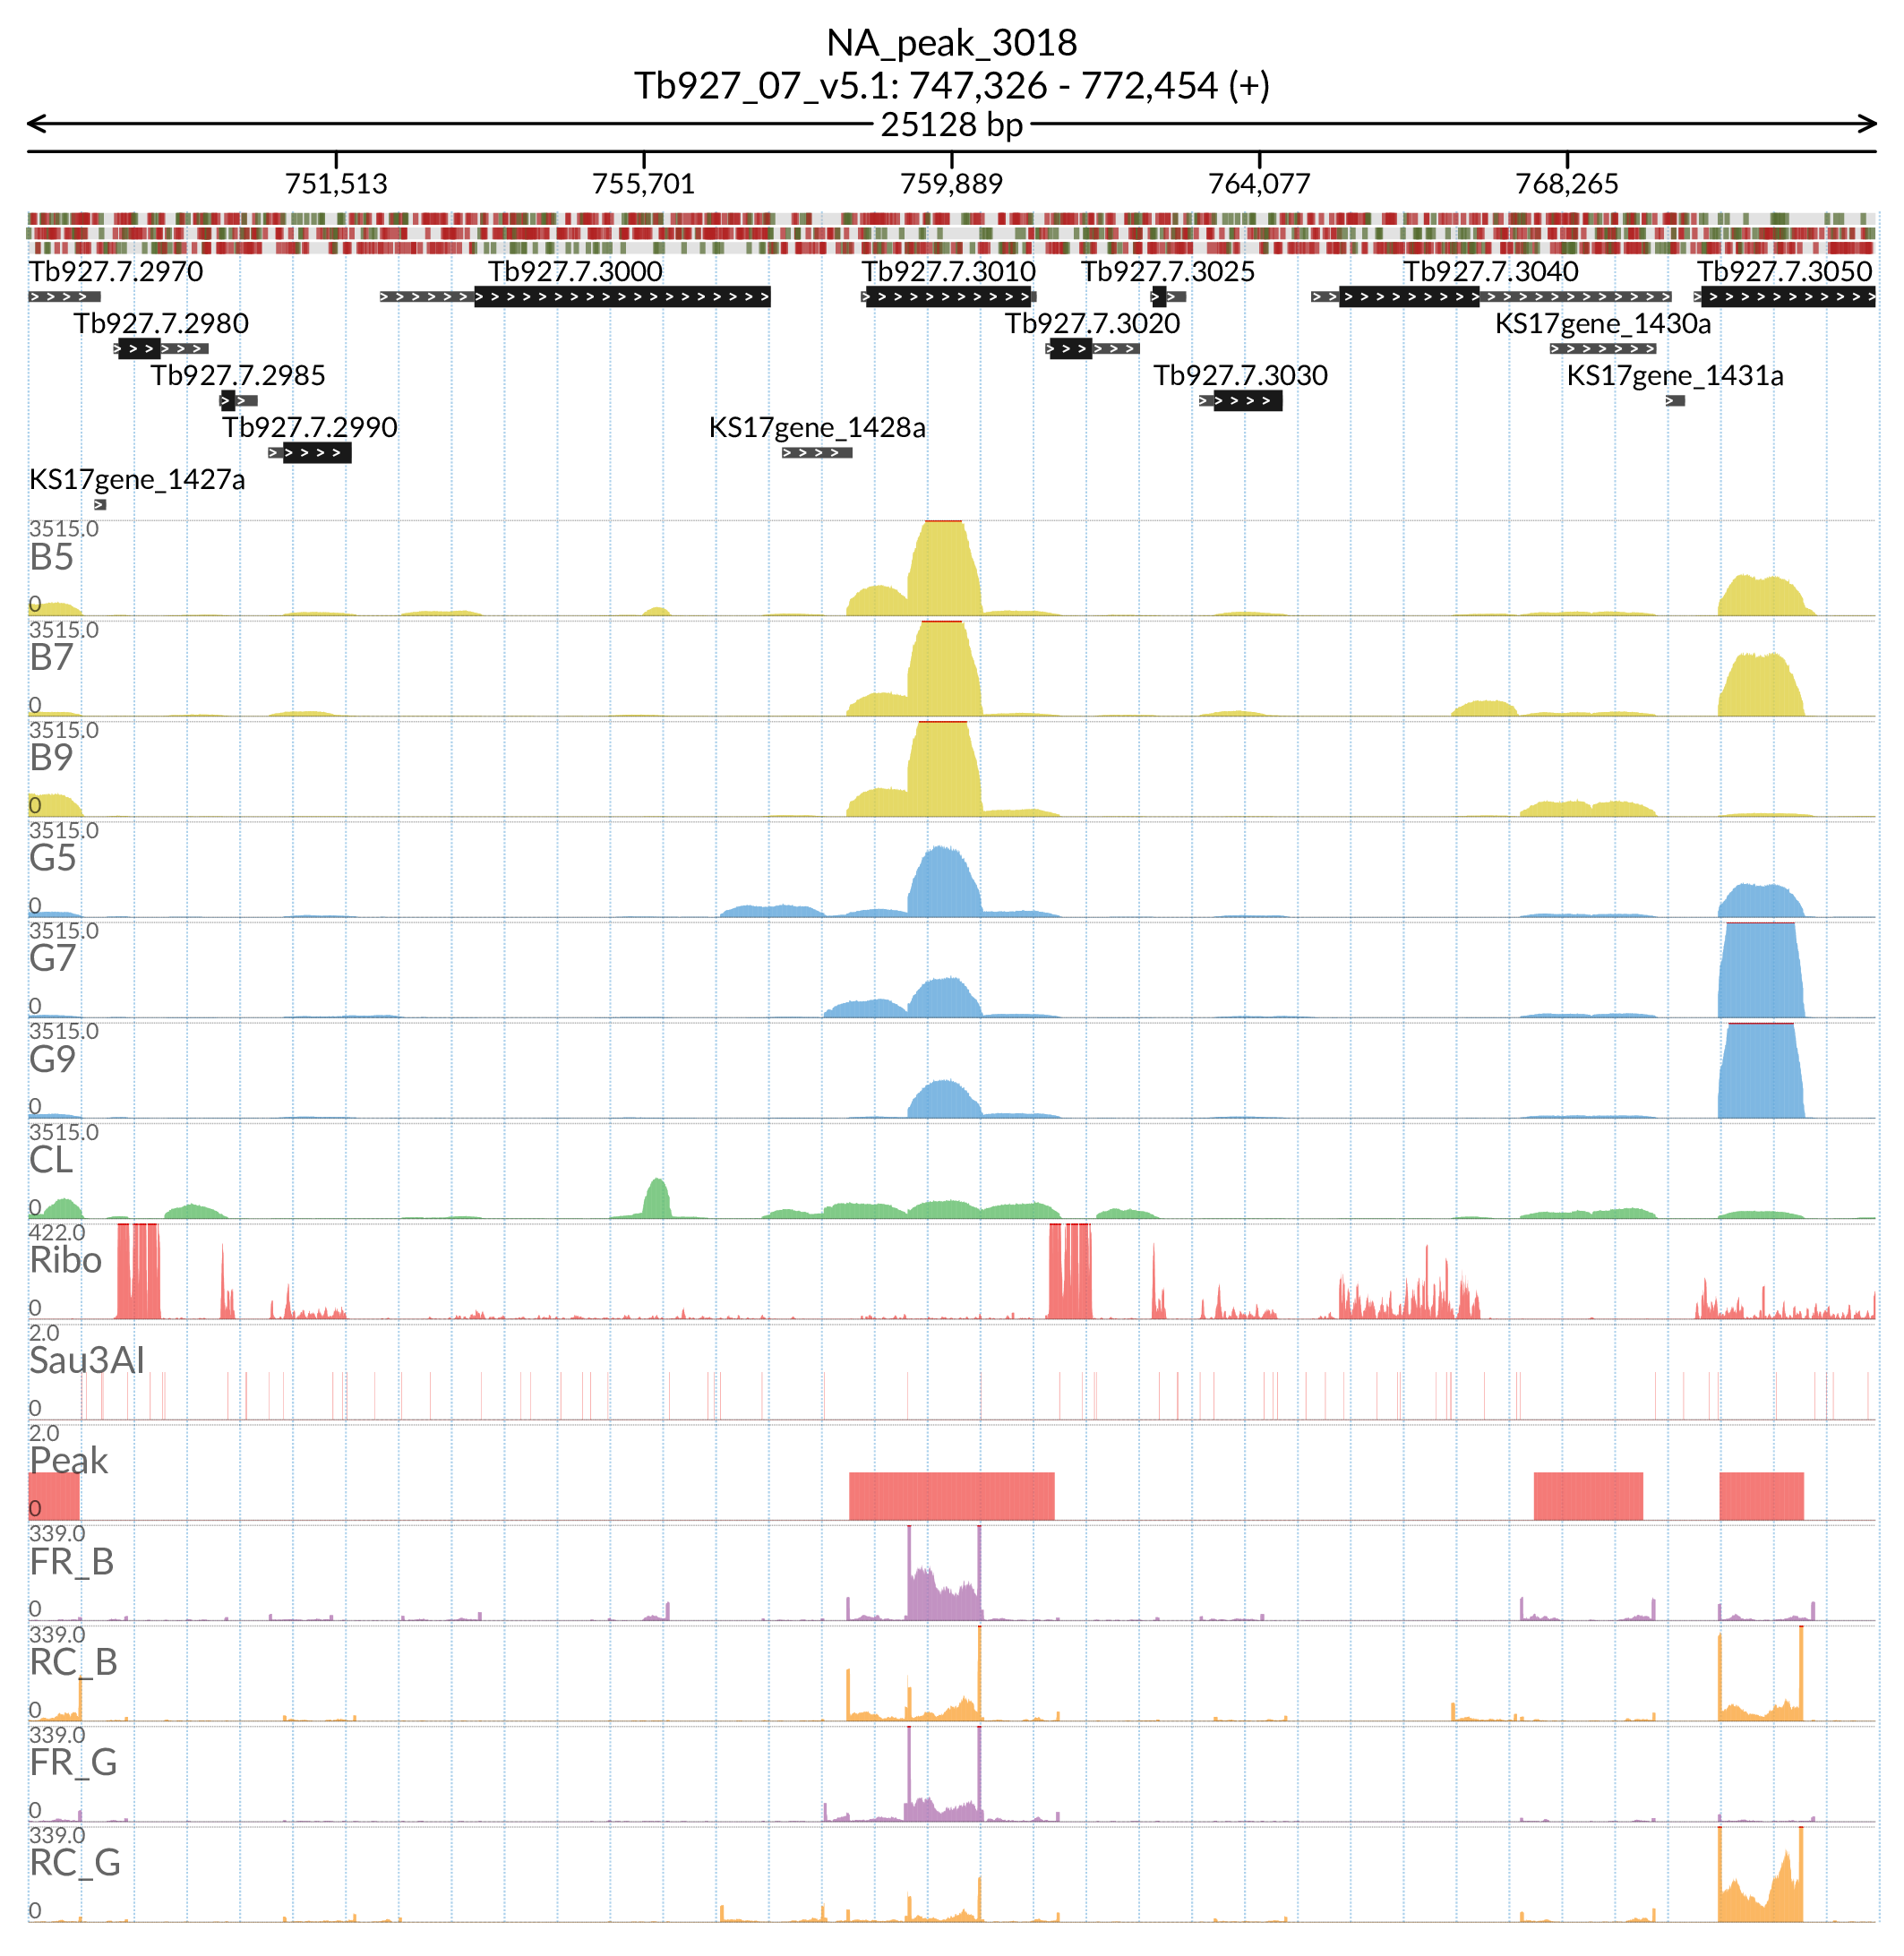 NA_peak_3018
Tb927_07_v5.1: 747,326 - 772,454 (+)
25128 bp
751,513 755,701 759,889 764,077 768,265
Tb927.7.2970 Tb927.7.3000 Tb927.7.3010 Tb927.7.3025 Tb927.7.3040 Tb927.7.3050
Tb927.7.2980 Tb927.7.3020 KS17gene_1430a
Tb927.7.2985 Tb927.7.3030 KS17gene_1431a
Tb927.7.2990 KS17gene_1428a
KS17gene_1427a
3515.0
B5
0
3515.0
B7
0
3515.0
B9
0
3515.0
G5
0
3515.0
G7
0
3515.0
G9
0
3515.0
CL
0
422.0
Ribo
0
2.0
Sau3AI
0
2.0
Peak
0
339.0
FR_B
0
339.0
RC_B
0
339.0
FR_G
0
339.0
RC_G
0